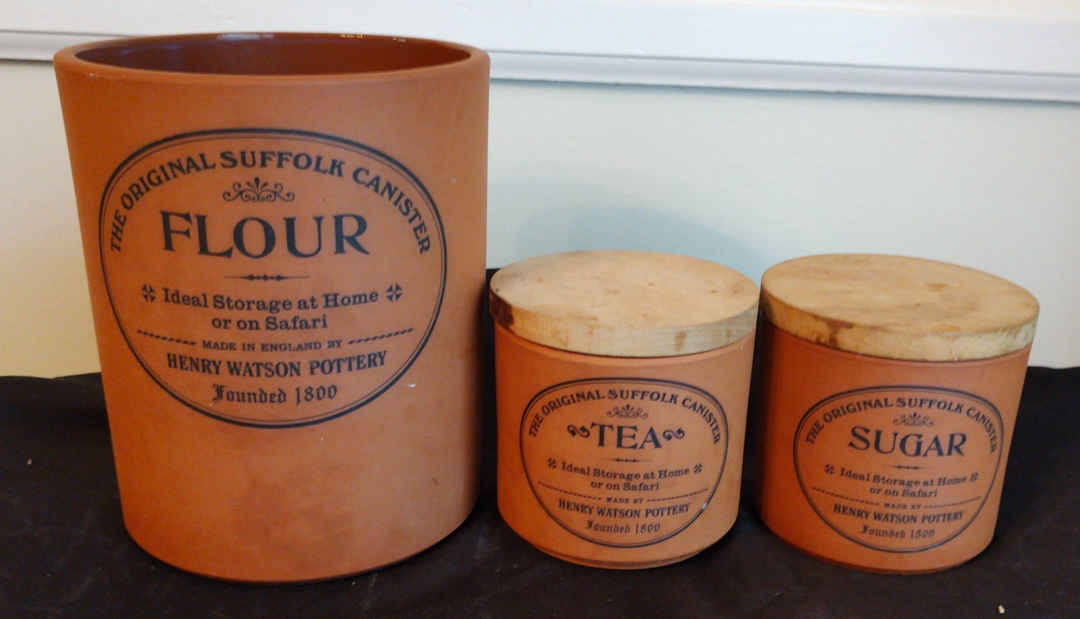 THE ORIGINAL SUFFOLK CANISTER
FLOUR
Ideal Storage at Home
or on Safari
MADE IN ENGLAND BY
HENRY WATSON POTTERY
Founded 1800
THE ORIGINAL SUFFOLK CANISTER
TEA
Ideal Storage at Home
or on Safari
MADE BY
HENRY WATSON POTTERY
Founded 1800
THE ORIGINAL SUFFOLK CANISTER
SUGAR
Ideal Storage at Home
or on Safari
MADE BY
HENRY WATSON POTTERY
Founded 1800